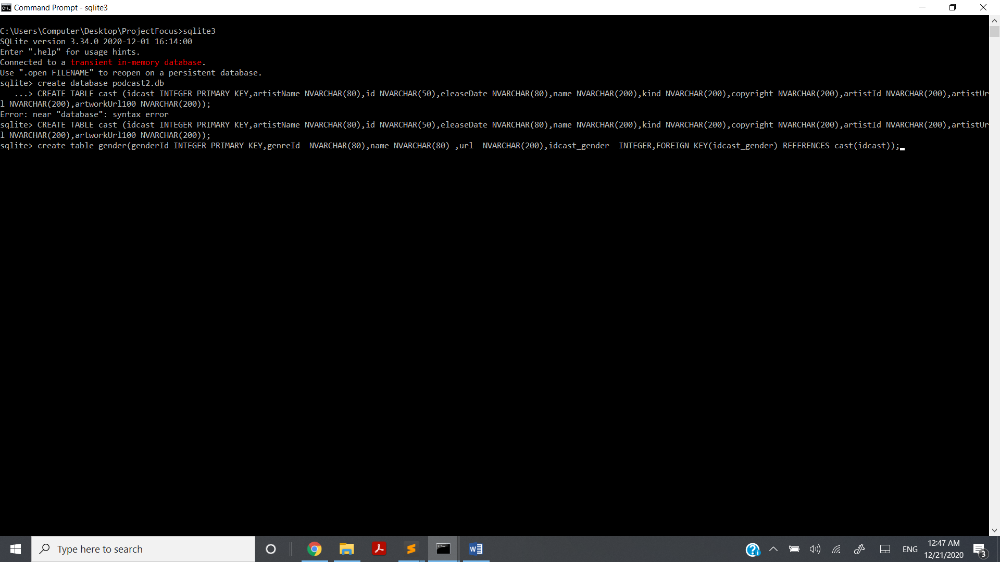 Command Prompt - sqlite3
C:\Users\Computer\Desktop\ProjectFocus>sqlite3
SQLite version 3.34.0 2020-12-01 16:14:00
Enter ".help" for usage hints.
Connected to a transient in-memory database.
Use ".open FILENAME" to reopen on a persistent database.
sqlite> create database podcast2.db
   ...> CREATE TABLE cast (idcast INTEGER PRIMARY KEY,artistName NVARCHAR(80),id NVARCHAR(50),eleaseDate NVARCHAR(80),name NVARCHAR(200),kind NVARCHAR(200),copyright NVARCHAR(200),artistId NVARCHAR(200),artistUr
l NVARCHAR(200),artworkUrl100 NVARCHAR(200));
Error: near "database": syntax error
sqlite> CREATE TABLE cast (idcast INTEGER PRIMARY KEY,artistName NVARCHAR(80),id NVARCHAR(50),eleaseDate NVARCHAR(80),name NVARCHAR(200),kind NVARCHAR(200),copyright NVARCHAR(200),artistId NVARCHAR(200),artistUr
l NVARCHAR(200),artworkUrl100 NVARCHAR(200));
sqlite> create table gender(genderId INTEGER PRIMARY KEY,genreId  NVARCHAR(80),name NVARCHAR(80) ,url  NVARCHAR(200),idcast_gender  INTEGER,FOREIGN KEY(idcast_gender) REFERENCES cast(idcast));
Type here to search
ENG
12:47 AM
12/21/2020
3